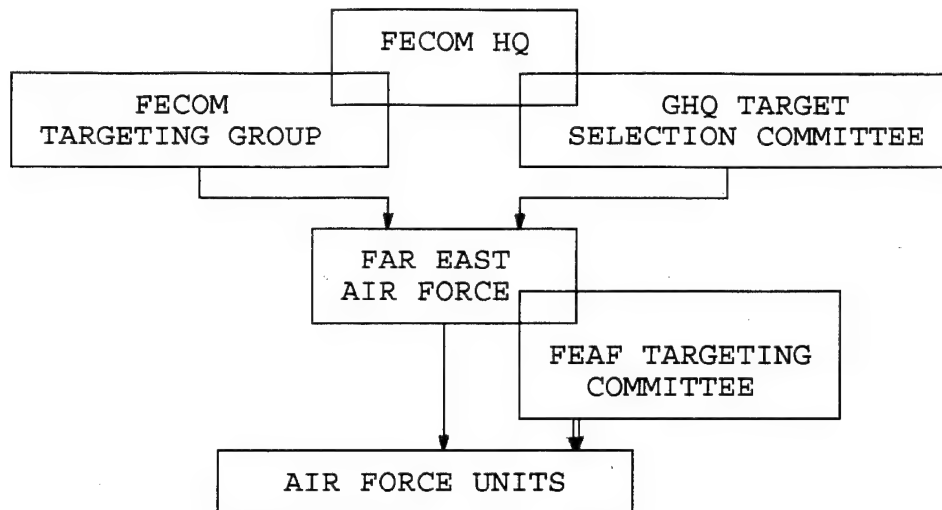 FECOM HQ
FECOM
TARGETING GROUP
GHQ TARGET
SELECTION COMMITTEE
FAR EAST
AIR FORCE
FEAF TARGETING
COMMITTEE
AIR FORCE UNITS